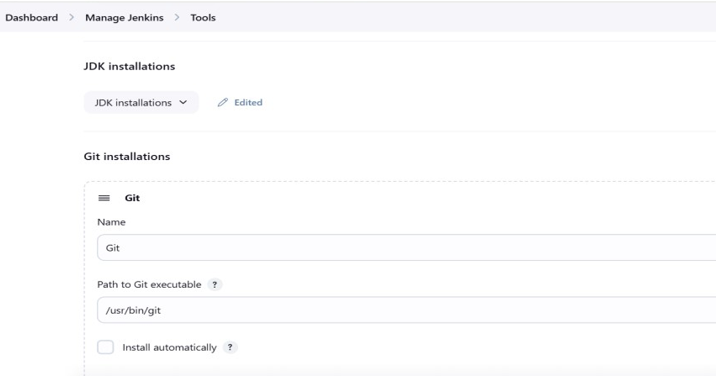 Dashboard > Manage Jenkins > Tools
JDK installations
JDK installations Edited
Git installations
Git
Name
Git
Path to Git executable ?
/usr/bin/git
Install automatically ?